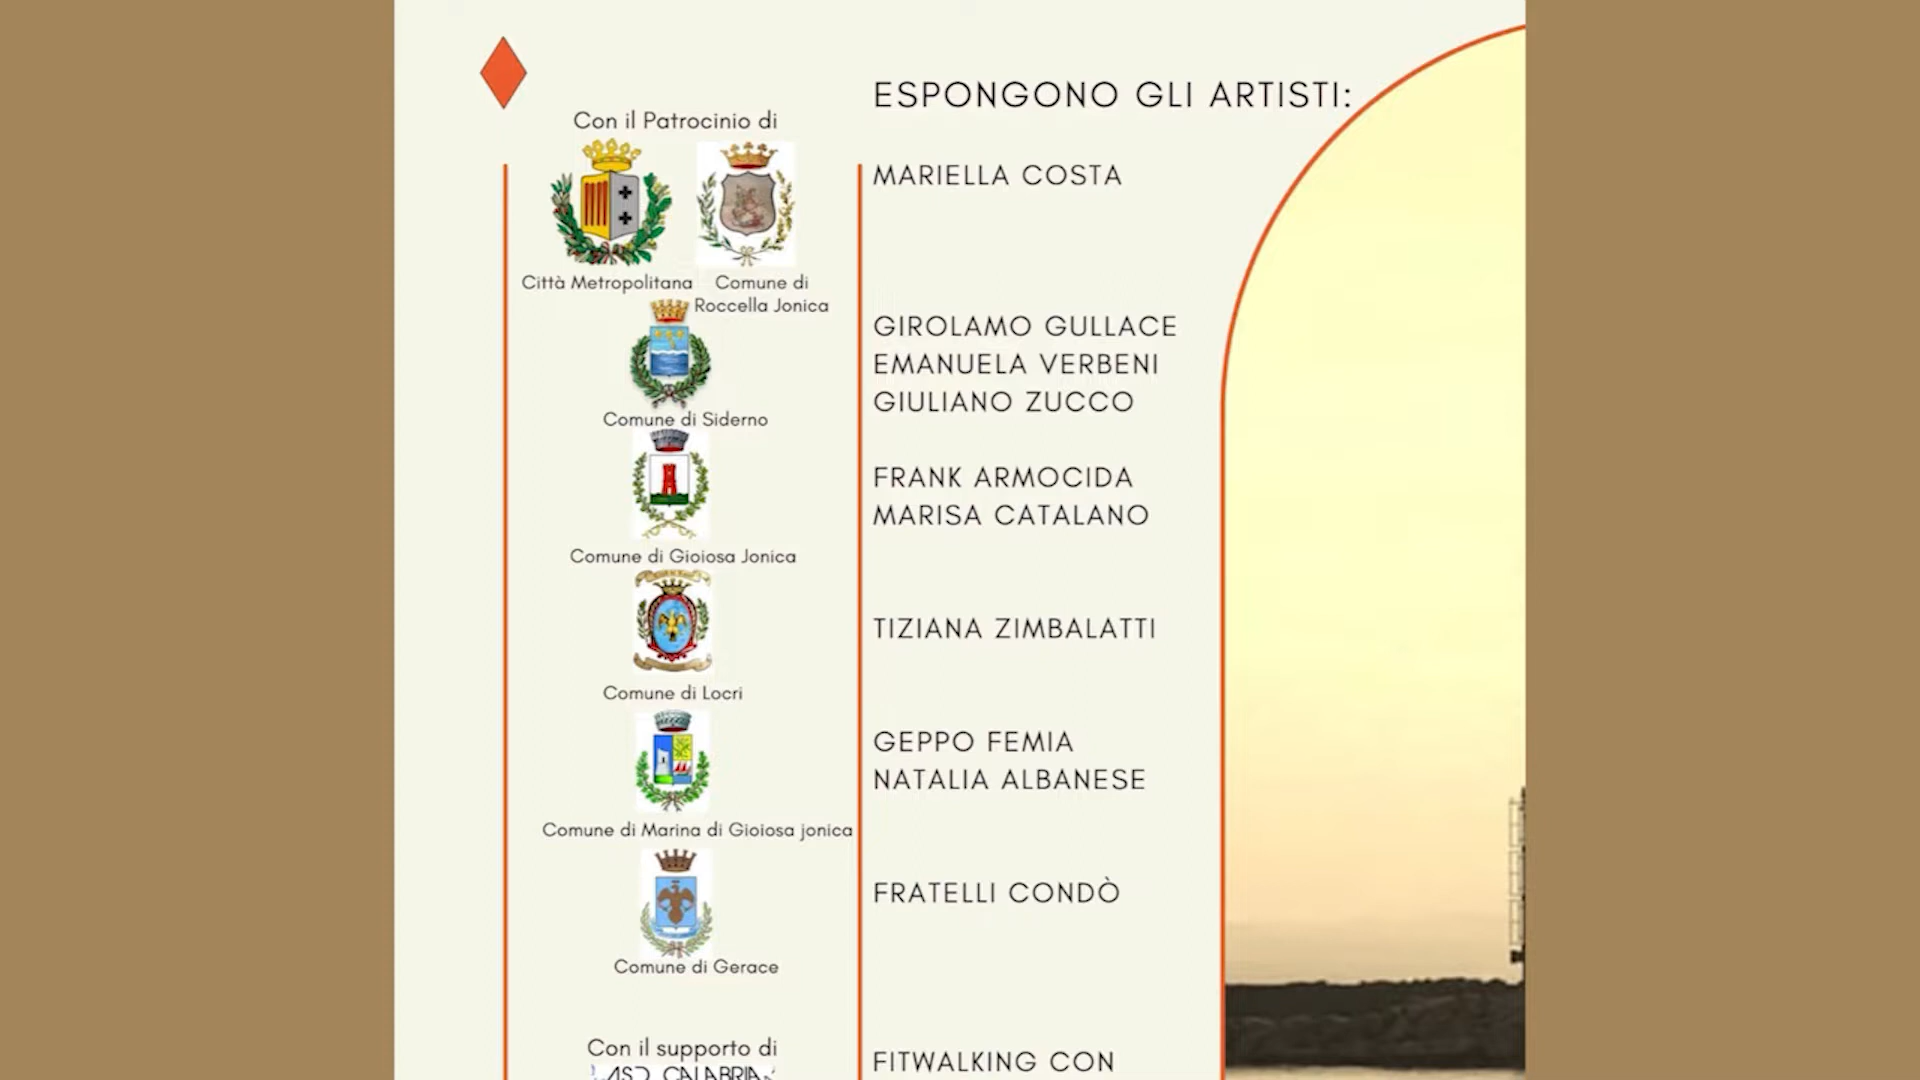 Con il Patrocinio di
Città Metropolitana
Comune di
Roccella Jonica
Comune di Siderno
Comune di Gioiosa Jonica
Comune di Locri
Comune di Marina di Gioiosa jonica
Comune di Gerace
Con il supporto di
ASD CALABRIA
ESPONGONO GLI ARTISTI:
MARIELLA COSTA
GIROLAMO GULLACE
EMANUELA VERBENI
GIULIANO ZUCCO
FRANK ARMOCIDA
MARISA CATALANO
TIZIANA ZIMBALATTI
GEPPO FEMIA
NATALIA ALBANESE
FRATELLI CONDÒ
FITWALKING CON